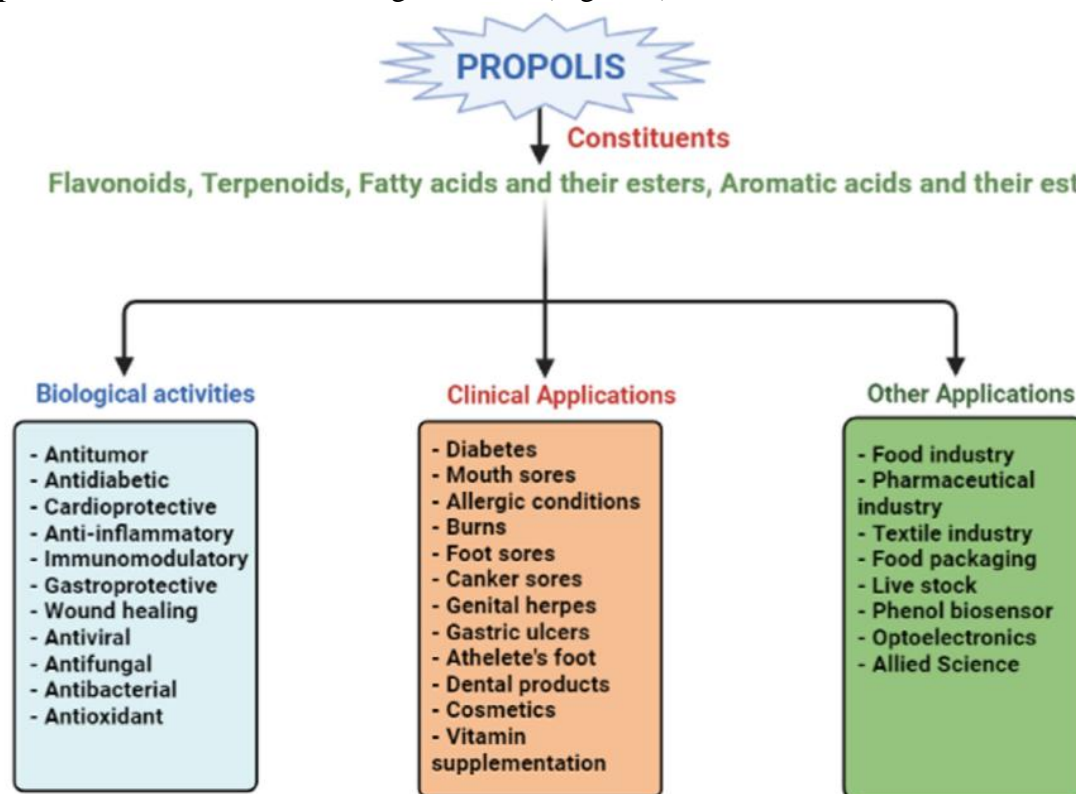 PROPOLIS
Constituents
Flavonoids, Terpenoids, Fatty acids and their esters, Aromatic acids and their est
Biological activities
- Antitumor
- Antidiabetic
- Cardioprotective
- Anti-inflammatory
- Immunomodulatory
- Gastroprotective
- Wound healing
- Antiviral
- Antifungal
- Antibacterial
- Antioxidant
Clinical Applications
- Diabetes
- Mouth sores
- Allergic conditions
- Burns
- Foot sores
- Canker sores
- Genital herpes
- Gastric ulcers
- Athelete's foot
- Dental products
- Cosmetics
- Vitamin
supplementation
Other Applications
- Food industry
- Pharmaceutical
industry
- Textile industry
- Food packaging
- Live stock
- Phenol biosensor
- Optoelectronics
- Allied Science